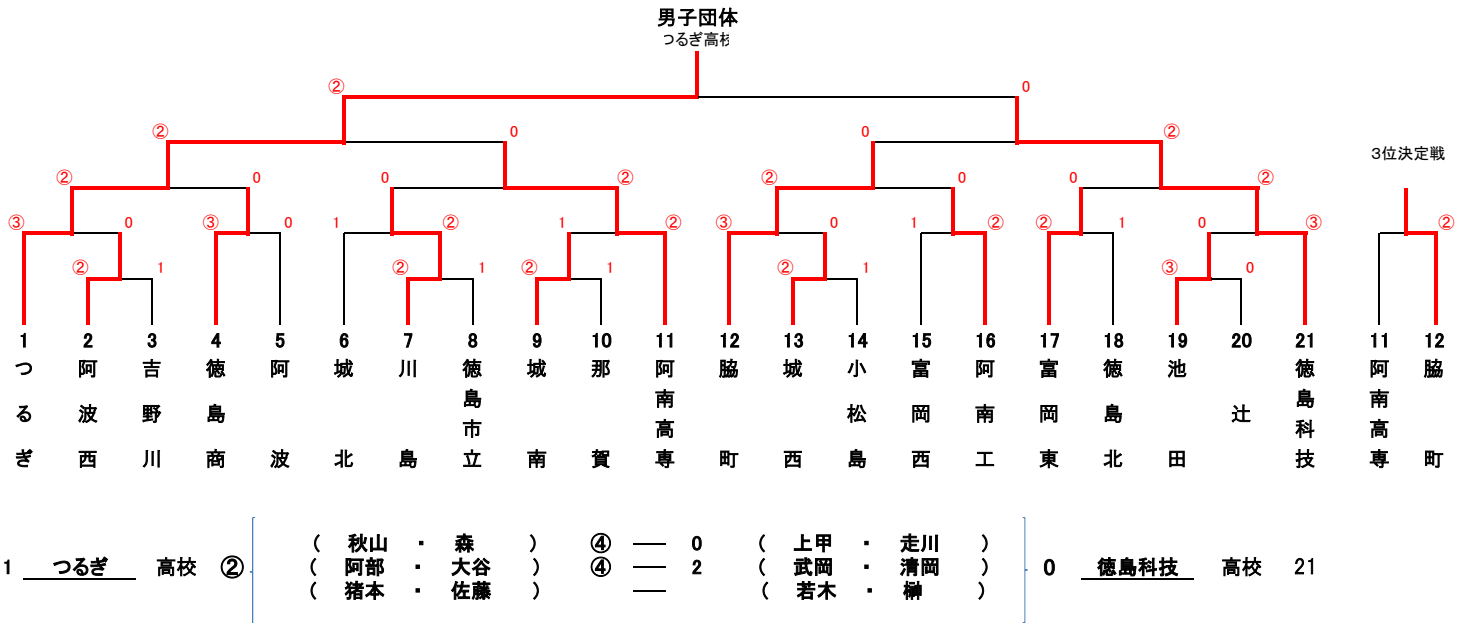 男子団体
つるぎ高校
② 0
② 0 0 ②
3位決定戦
② 0 0 ② ② 0 0 ②
③ 0 ③ 0 1 ② 1 ② ③ 0 1 ② ② 1 0 ③ ②
② 1 ② 1 ② 1 ② 1 ③ 0
1 2 3 4 5 6 7 8 9 10 11 12 13 14 15 16 17 18 19 20 21 11 12
つるぎ
阿波西
吉野川
徳島商
阿波
城北
川島
徳島市立
城南
那賀
阿南高専
脇町
城西
小松島
富岡西
阿南工
富岡東
徳島北
池田
辻
徳島科技
阿南高専
脇町
( 秋山 ・ 森 ) ④ ― 0 ( 上甲 ・ 走川 )
1 つるぎ 高校 ② ( 阿部 ・ 大谷 ) ④ ― 2 ( 武岡 ・ 清岡 ) 0 徳島科技 高校 21
( 猪本 ・ 佐藤 ) ― ( 若木 ・ 榊 )